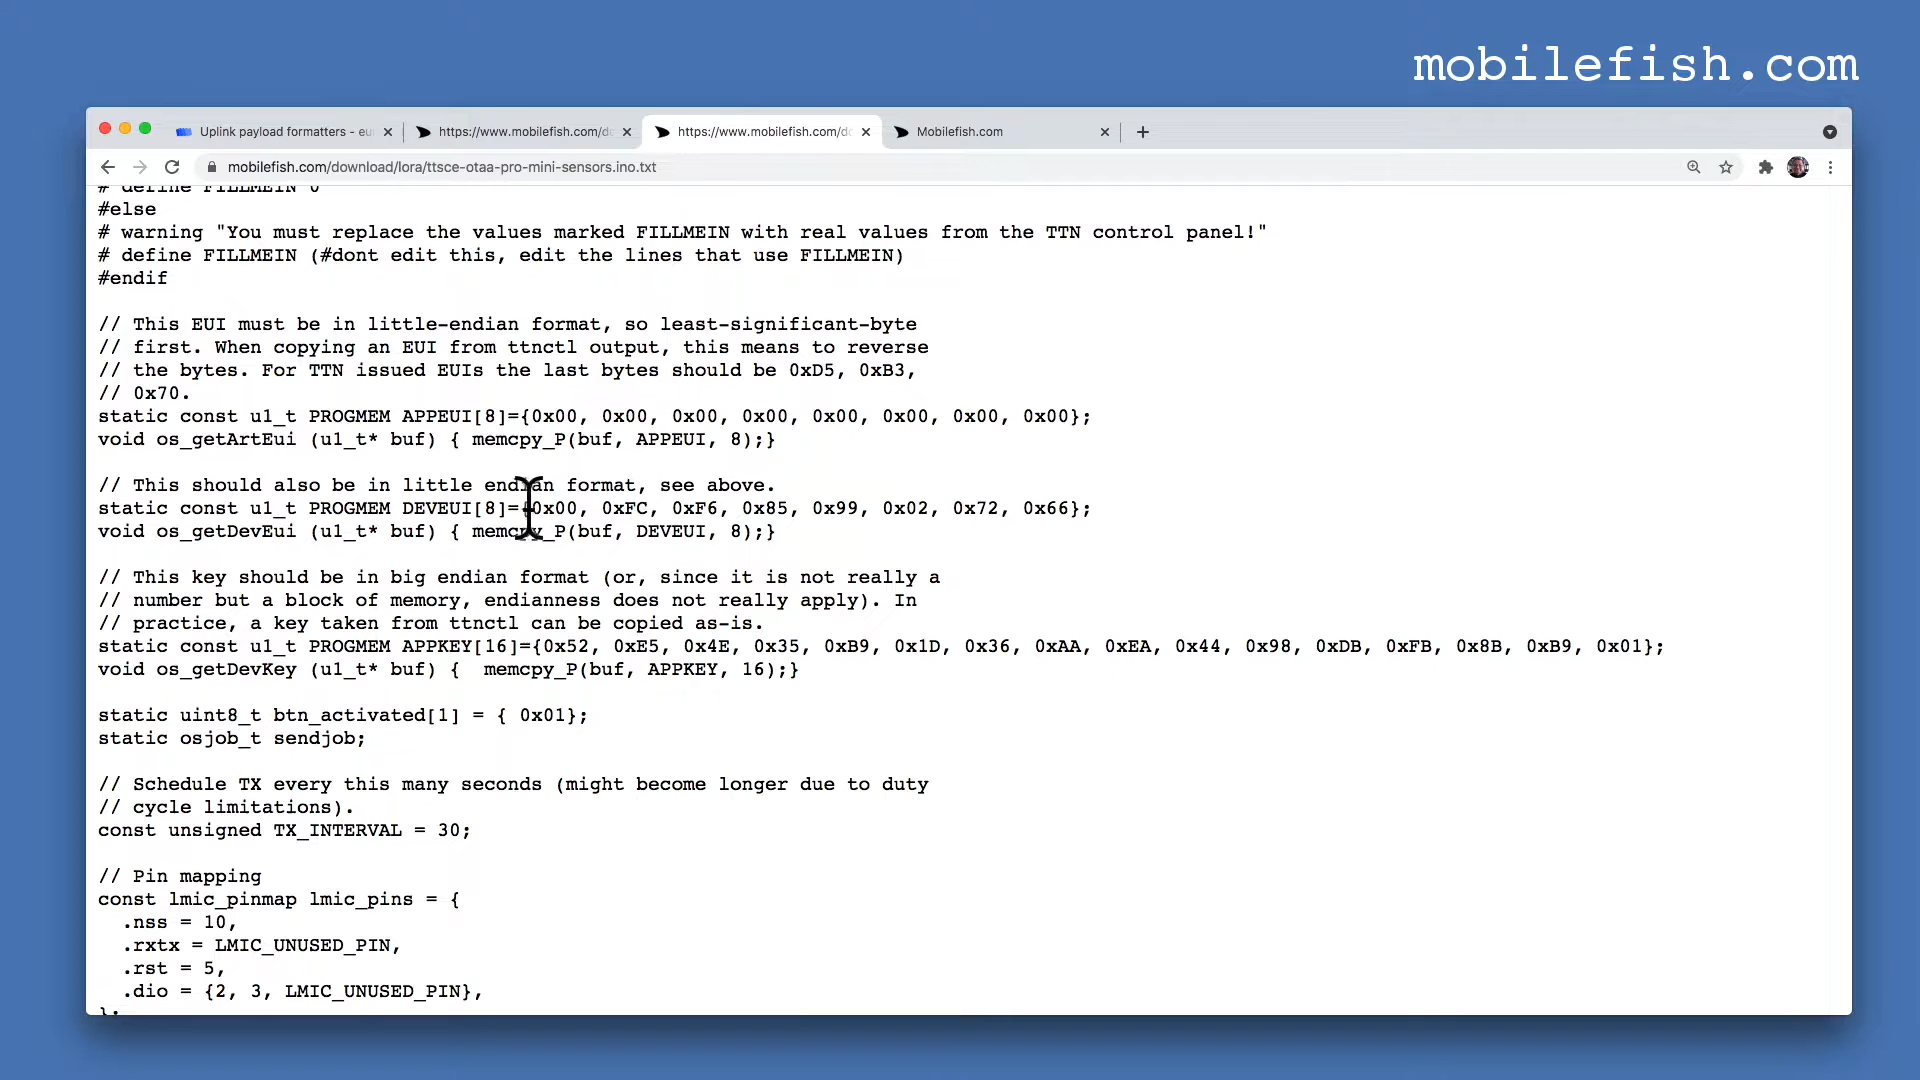 mobilefish.com
Uplink payload formatters - eu
https://www.mobilefish.com/do
https://www.mobilefish.com/do
Mobilefish.com
mobilefish.com/download/lora/ttsce-otaa-pro-mini-sensors.ino.txt
# define FILLMEIN 0
#else
# warning "You must replace the values marked FILLMEIN with real values from the TTN control panel!"
# define FILLMEIN (#dont edit this, edit the lines that use FILLMEIN)
#endif
// This EUI must be in little-endian format, so least-significant-byte
// first. When copying an EUI from ttnctl output, this means to reverse
// the bytes. For TTN issued EUIs the last bytes should be 0xD5, 0xB3,
// 0x70.
static const u1_t PROGMEM APPEUI[8]={0x00, 0x00, 0x00, 0x00, 0x00, 0x00, 0x00, 0x00};
void os_getArtEui (u1_t* buf) { memcpy_P(buf, APPEUI, 8);}
// This should also be in little endian format, see above.
static const u1_t PROGMEM DEVEUI[8]={0x00, 0xFC, 0xF6, 0x85, 0x99, 0x02, 0x72, 0x66};
void os_getDevEui (u1_t* buf) { memcpy_P(buf, DEVEUI, 8);}
// This key should be in big endian format (or, since it is not really a
// number but a block of memory, endianness does not really apply). In
// practice, a key taken from ttnctl can be copied as-is.
static const u1_t PROGMEM APPKEY[16]={0x52, 0xE5, 0x4E, 0x35, 0xB9, 0x1D, 0x36, 0xAA, 0xEA, 0x44, 0x98, 0xDB, 0xFB, 0x8B, 0xB9, 0x01};
void os_getDevKey (u1_t* buf) {  memcpy_P(buf, APPKEY, 16);}
static uint8_t btn_activated[1] = { 0x01};
static osjob_t sendjob;
// Schedule TX every this many seconds (might become longer due to duty
// cycle limitations).
const unsigned TX_INTERVAL = 30;
// Pin mapping
const lmic_pinmap lmic_pins = {
.nss = 10,
.rxtx = LMIC_UNUSED_PIN,
.rst = 5,
.dio = {2, 3, LMIC_UNUSED_PIN},
};